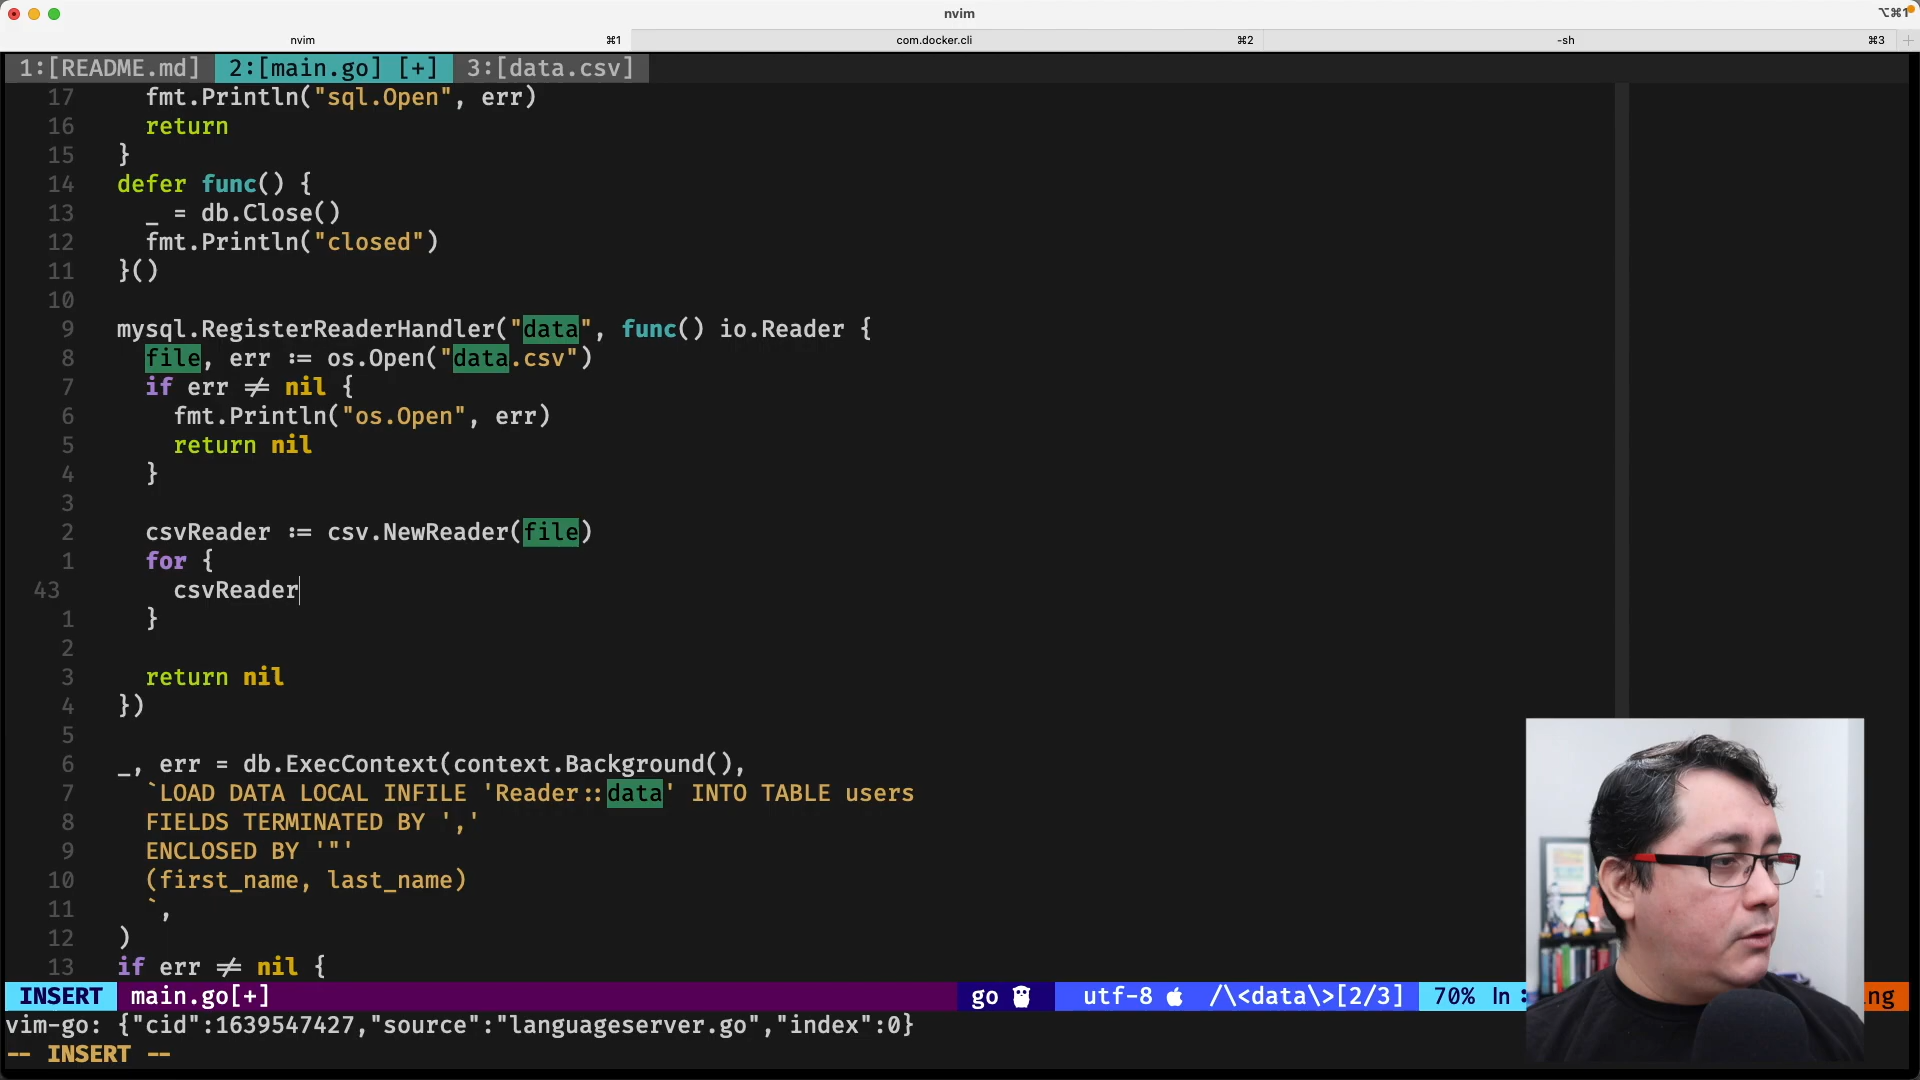 nvim
⌥⌘1
nvim ⌘1 com.docker.cli ⌘2 -sh ⌘3 +
1:[README.md] 2:[main.go] [+] 3:[data.csv]
17 fmt.Println("sql.Open", err)
16 return
15 }
14 defer func() {
13 _ = db.Close()
12 fmt.Println("closed")
11 }()
10
9 mysql.RegisterReaderHandler("data", func() io.Reader {
8 file, err := os.Open("data.csv")
7 if err ≠ nil {
6 fmt.Println("os.Open", err)
5 return nil
4 }
3
2 csvReader := csv.NewReader(file)
1 for {
43 csvReader
1 }
2
3 return nil
4 })
5
6 _, err = db.ExecContext(context.Background(),
7 `LOAD DATA LOCAL INFILE 'Reader::data' INTO TABLE users
8 FIELDS TERMINATED BY ','
9 ENCLOSED BY '"'
10 (first_name, last_name)
11 `,
12 )
13 if err ≠ nil {
INSERT main.go[+] go utf-8 /\<data\>[2/3] 70% ln : ng
vim-go: {"cid":1639547427,"source":"languageserver.go","index":0}
-- INSERT --